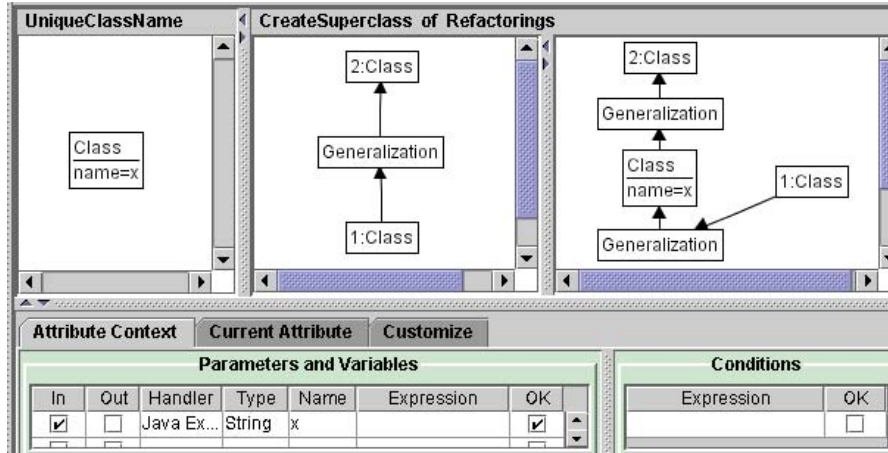 UniqueClassName
CreateSuperclass of Refactorings
Class
name=x
2:Class
Generalization
1:Class
2:Class
Generalization
Class
name=x
1:Class
Generalization
Attribute Context
Current Attribute
Customize
Parameters and Variables
In Out Handler Type Name Expression OK
Java Ex... String x
Conditions
Expression OK